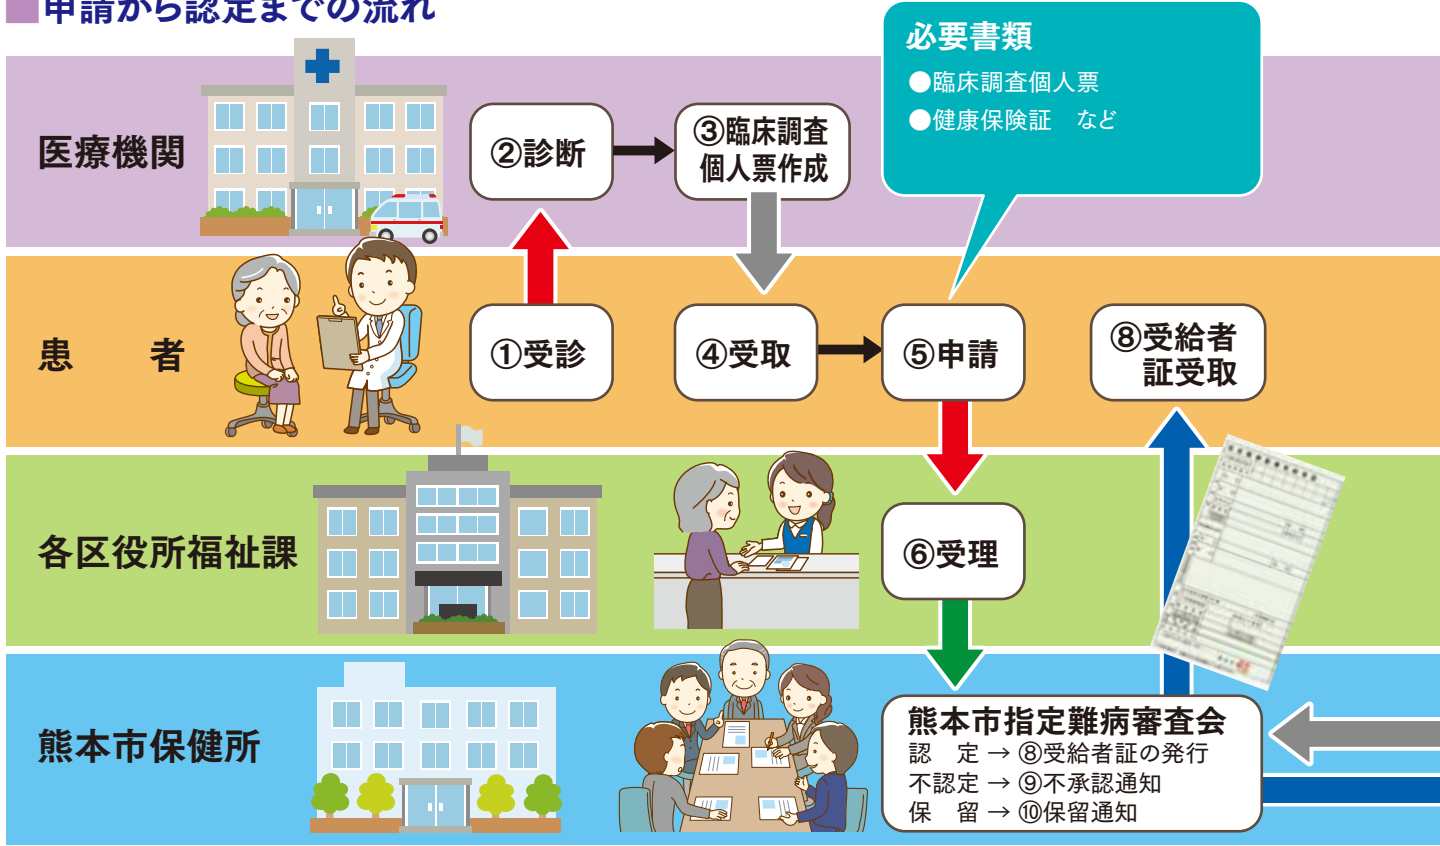 ■申請から認定までの流れ
必要書類
●臨床調査個人票
●健康保険証　など
医療機関
②診断
③臨床調査
個人票作成
患　者
①受診
④受取
⑤申請
⑧受給者
証受取
各区役所福祉課
⑥受理
熊本市保健所
熊本市指定難病審査会
認　定 → ⑧受給者証の発行
不認定 → ⑨不承認通知
保　留 → ⑩保留通知